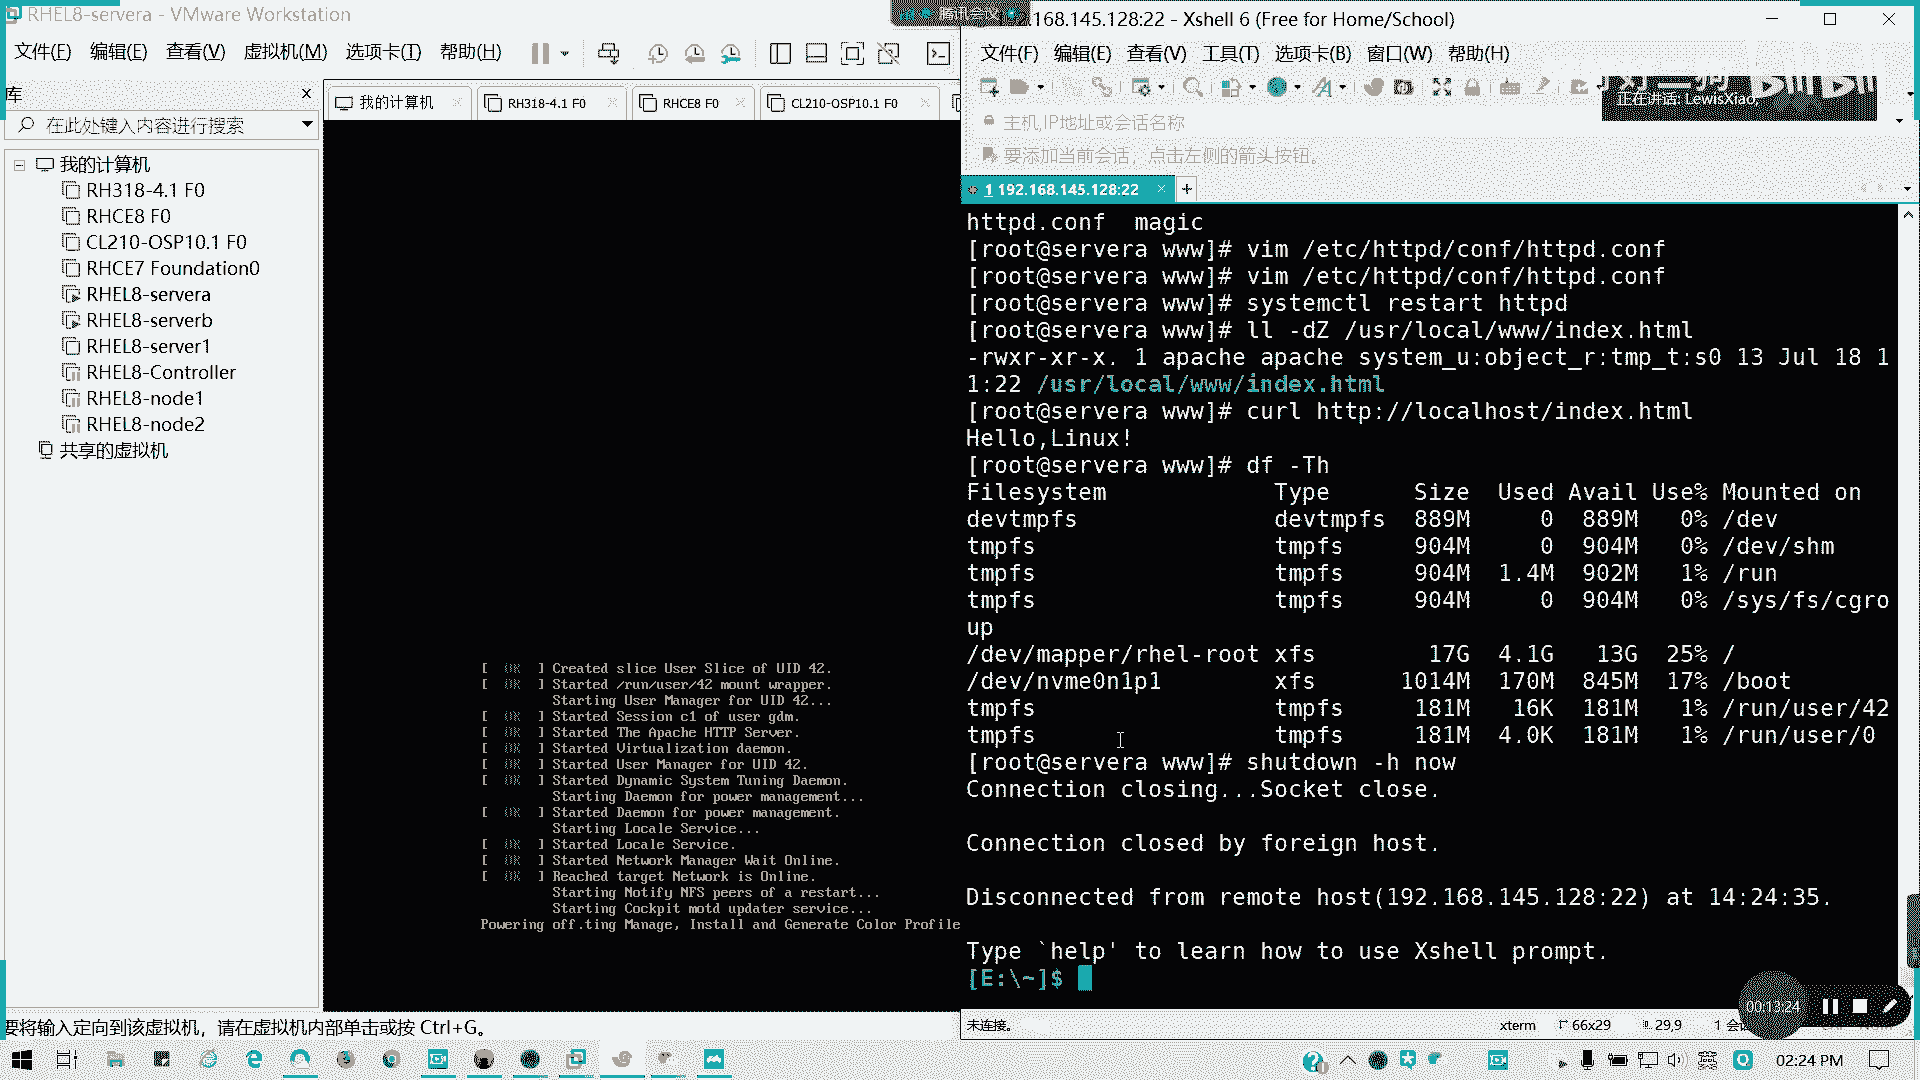 RHEL8-servera - VMware Workstation
文件(F) 编辑(E) 查看(V) 虚拟机(M) 选项卡(T) 帮助(H)
库
在此处键入内容进行搜索
我的计算机
RH318-4.1 F0
RHCE8 F0
CL210-OSP10.1 F0
RHCE7 Foundation0
RHEL8-servera
RHEL8-serverb
RHEL8-server1
RHEL8-Controller
RHEL8-node1
RHEL8-node2
共享的虚拟机
我的计算机 RH318-4.1 F0 RHCE8 F0 CL210-OSP10.1 F0
[ OK ] Created slice User Slice of UID 42.
[ OK ] Started /run/user/42 mount wrapper.
Starting User Manager for UID 42...
[ OK ] Started Session c1 of user gdm.
[ OK ] Started The Apache HTTP Server.
[ OK ] Started Virtualization daemon.
[ OK ] Started User Manager for UID 42.
[ OK ] Started Dynamic System Tuning Daemon.
Starting Daemon for power management...
[ OK ] Started Daemon for power management.
Starting Locale Service...
[ OK ] Started Locale Service.
[ OK ] Started Network Manager Wait Online.
[ OK ] Reached target Network is Online.
Starting Notify NFS peers of a restart...
Starting Cockpit motd updater service...
Powering off.ting Manage, Install and Generate Color Profile
要将输入定向到该虚拟机，请在虚拟机内部单击或按 Ctrl+G。
腾讯会议
.168.145.128:22 - Xshell 6 (Free for Home/School)
文件(F) 编辑(E) 查看(V) 工具(T) 选项卡(B) 窗口(W) 帮助(H)
正在讲话: LewisXiao;
主机,IP地址或会话名称
要添加当前会话，点击左侧的箭头按钮。
1 192.168.145.128:22
httpd.conf  magic
[root@servera www]# vim /etc/httpd/conf/httpd.conf
[root@servera www]# vim /etc/httpd/conf/httpd.conf
[root@servera www]# systemctl restart httpd
[root@servera www]# ll -dZ /usr/local/www/index.html
-rwxr-xr-x. 1 apache apache system_u:object_r:tmp_t:s0 13 Jul 18 1
1:22 /usr/local/www/index.html
[root@servera www]# curl http://localhost/index.html
Hello,Linux!
[root@servera www]# df -Th
Filesystem Type Size Used Avail Use% Mounted on
devtmpfs devtmpfs 889M 0 889M 0% /dev
tmpfs tmpfs 904M 0 904M 0% /dev/shm
tmpfs tmpfs 904M 1.4M 902M 1% /run
tmpfs tmpfs 904M 0 904M 0% /sys/fs/cgro
up
/dev/mapper/rhel-root xfs 17G 4.1G 13G 25% /
/dev/nvme0n1p1 xfs 1014M 170M 845M 17% /boot
tmpfs tmpfs 181M 16K 181M 1% /run/user/42
tmpfs tmpfs 181M 4.0K 181M 1% /run/user/0
[root@servera www]# shutdown -h now
Connection closing...Socket close.
Connection closed by foreign host.
Disconnected from remote host(192.168.145.128:22) at 14:24:35.
Type `help' to learn how to use Xshell prompt.
[E:\~]$
00:13:24
未连接。 xterm 66x29 29,9 1 会
02:24 PM